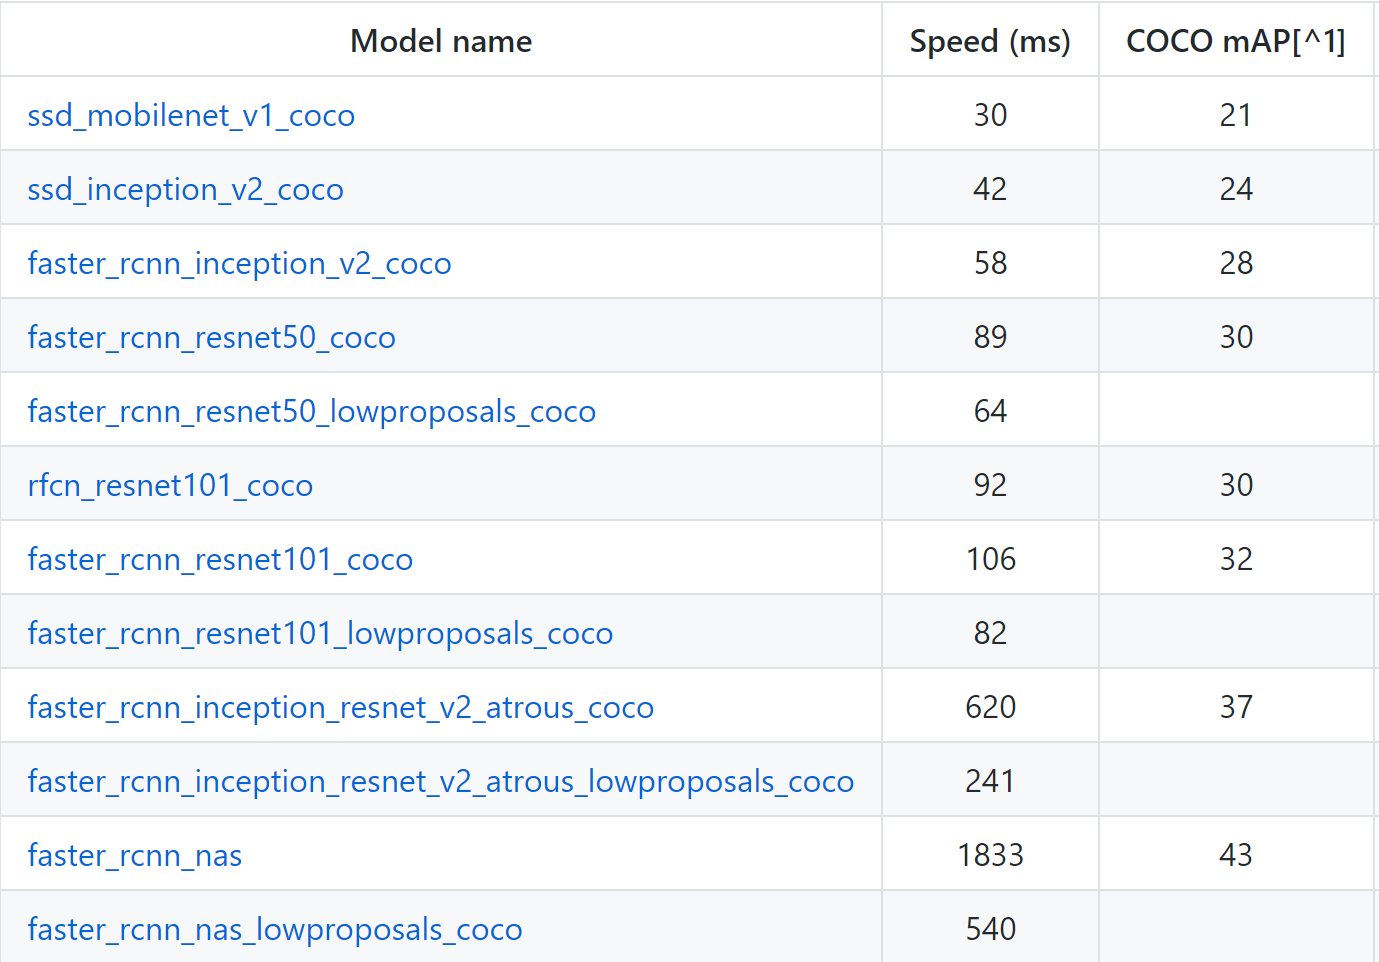 Model name Speed (ms) COCO mAP[^1]
ssd_mobilenet_v1_coco 30 21
ssd_inception_v2_coco 42 24
faster_rcnn_inception_v2_coco 58 28
faster_rcnn_resnet50_coco 89 30
faster_rcnn_resnet50_lowproposals_coco 64
rfcn_resnet101_coco 92 30
faster_rcnn_resnet101_coco 106 32
faster_rcnn_resnet101_lowproposals_coco 82
faster_rcnn_inception_resnet_v2_atrous_coco 620 37
faster_rcnn_inception_resnet_v2_atrous_lowproposals_coco 241
faster_rcnn_nas 1833 43
faster_rcnn_nas_lowproposals_coco 540